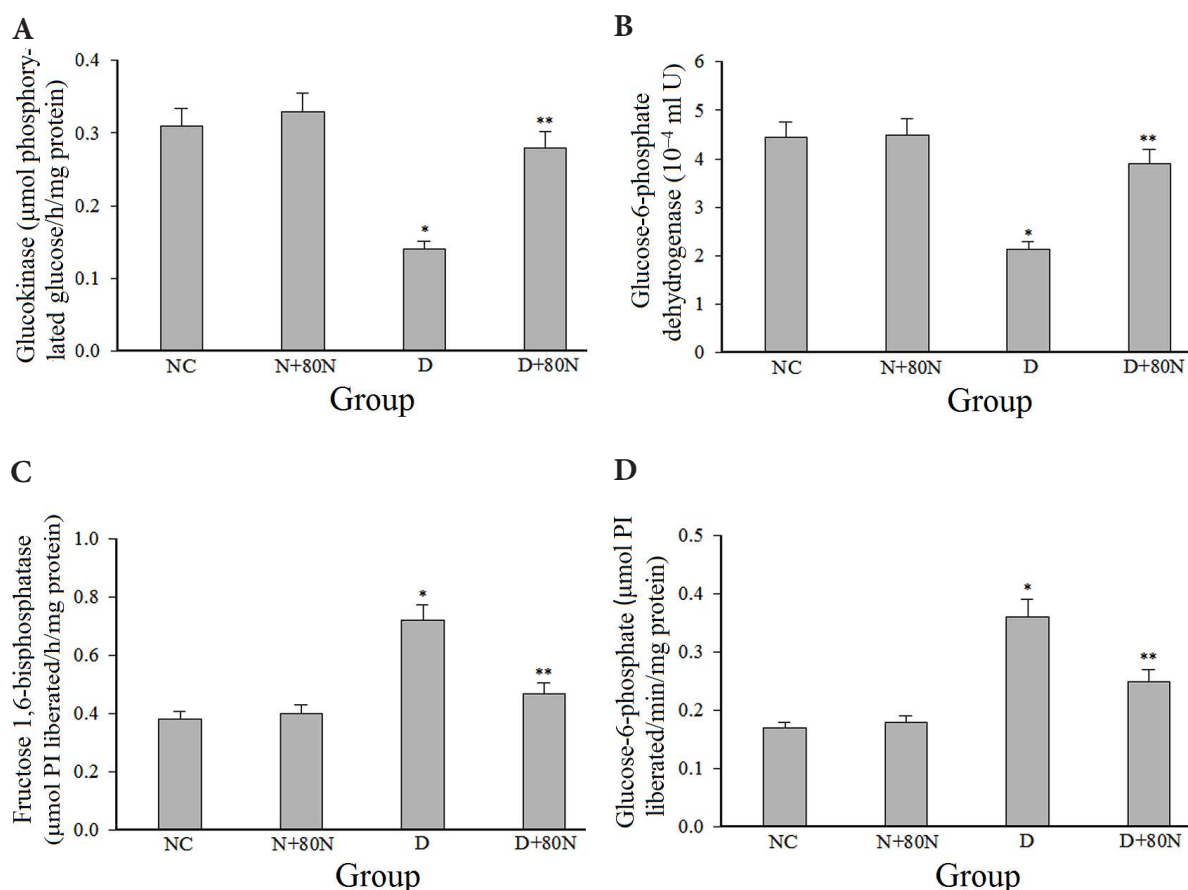 A
Glucokinase (μmol phosphory-
lated glucose/h/mg protein)
0.4
0.3
0.2
0.1
0.0
*
**
NC N+80N D D+80N
Group
B
Glucose-6-phosphate
dehydrogenase (10⁻⁴ ml U)
6
5
4
3
2
1
0
*
**
NC N+80N D D+80N
Group
C
Fructose 1,6-bisphosphatase
(μmol PI liberated/h/mg protein)
1.0
0.8
0.6
0.4
0.2
0.0
*
**
NC N+80N D D+80N
Group
D
Glucose-6-phosphate (μmol PI
liberated/min/mg protein)
0.5
0.4
0.3
0.2
0.1
0.0
*
**
NC N+80N D D+80N
Group